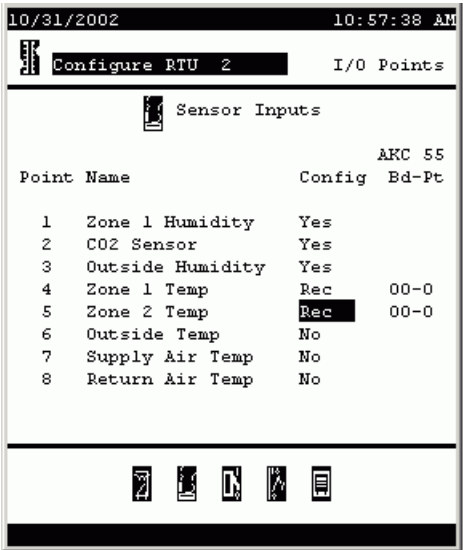 10/31/2002 10:57:38 AM
Configure RTU 2 I/O Points
Sensor Inputs
AKC 55
Point Name Config Bd-Pt
1 Zone 1 Humidity Yes
2 CO2 Sensor Yes
3 Outside Humidity Yes
4 Zone 1 Temp Rec 00-0
5 Zone 2 Temp Rec 00-0
6 Outside Temp No
7 Supply Air Temp No
8 Return Air Temp No